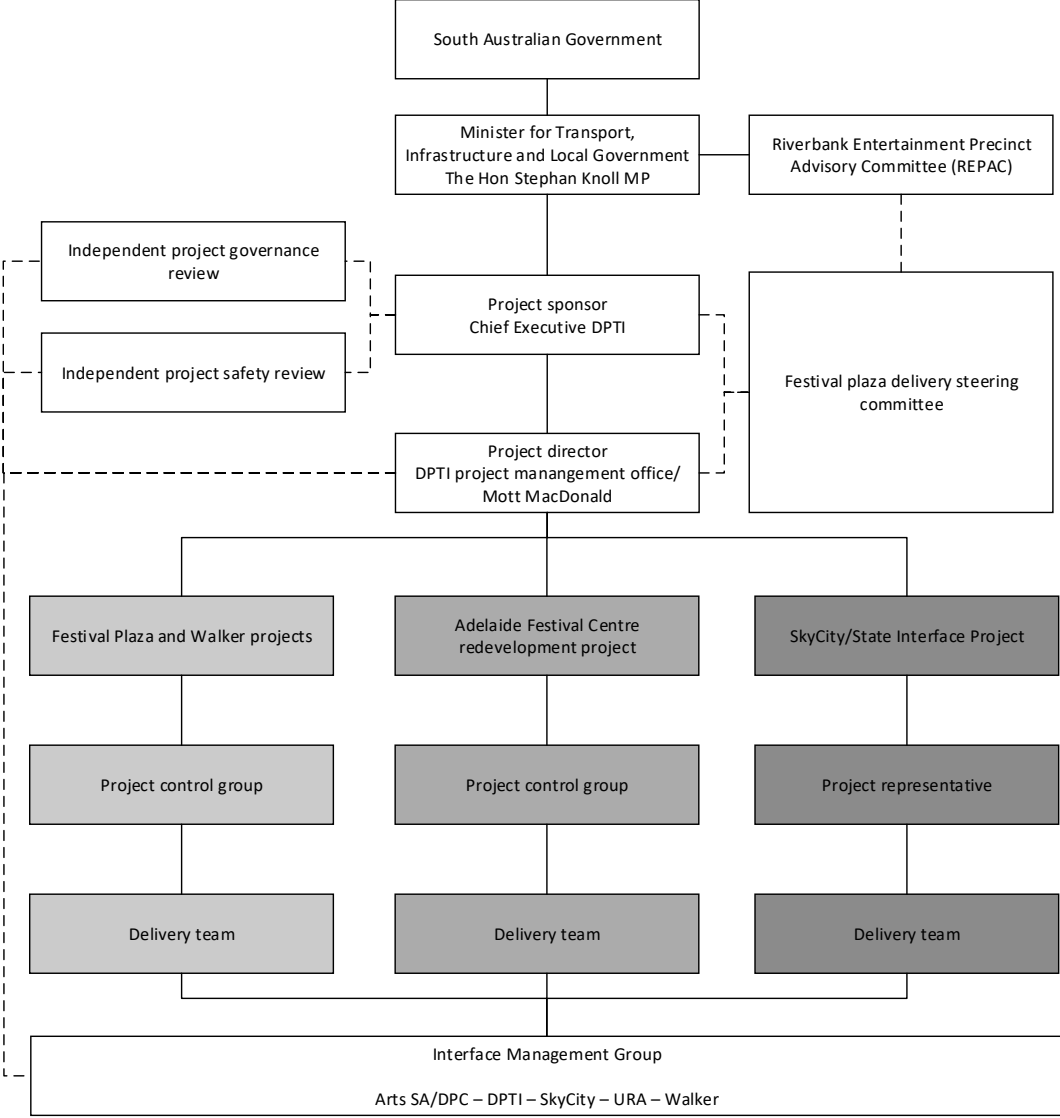 South Australian Government
Minister for Transport,
Infrastructure and Local Government
The Hon Stephan Knoll MP
Riverbank Entertainment Precinct
Advisory Committee (REPAC)
Independent project governance
review
Project sponsor
Chief Executive DPTI
Independent project safety review
Festival plaza delivery steering
committee
Project director
DPTI project manangement office/
Mott MacDonald
Festival Plaza and Walker projects
Adelaide Festival Centre
redevelopment project
SkyCity/State Interface Project
Project control group
Project control group
Project representative
Delivery team
Delivery team
Delivery team
Interface Management Group
Arts SA/DPC – DPTI – SkyCity – URA – Walker